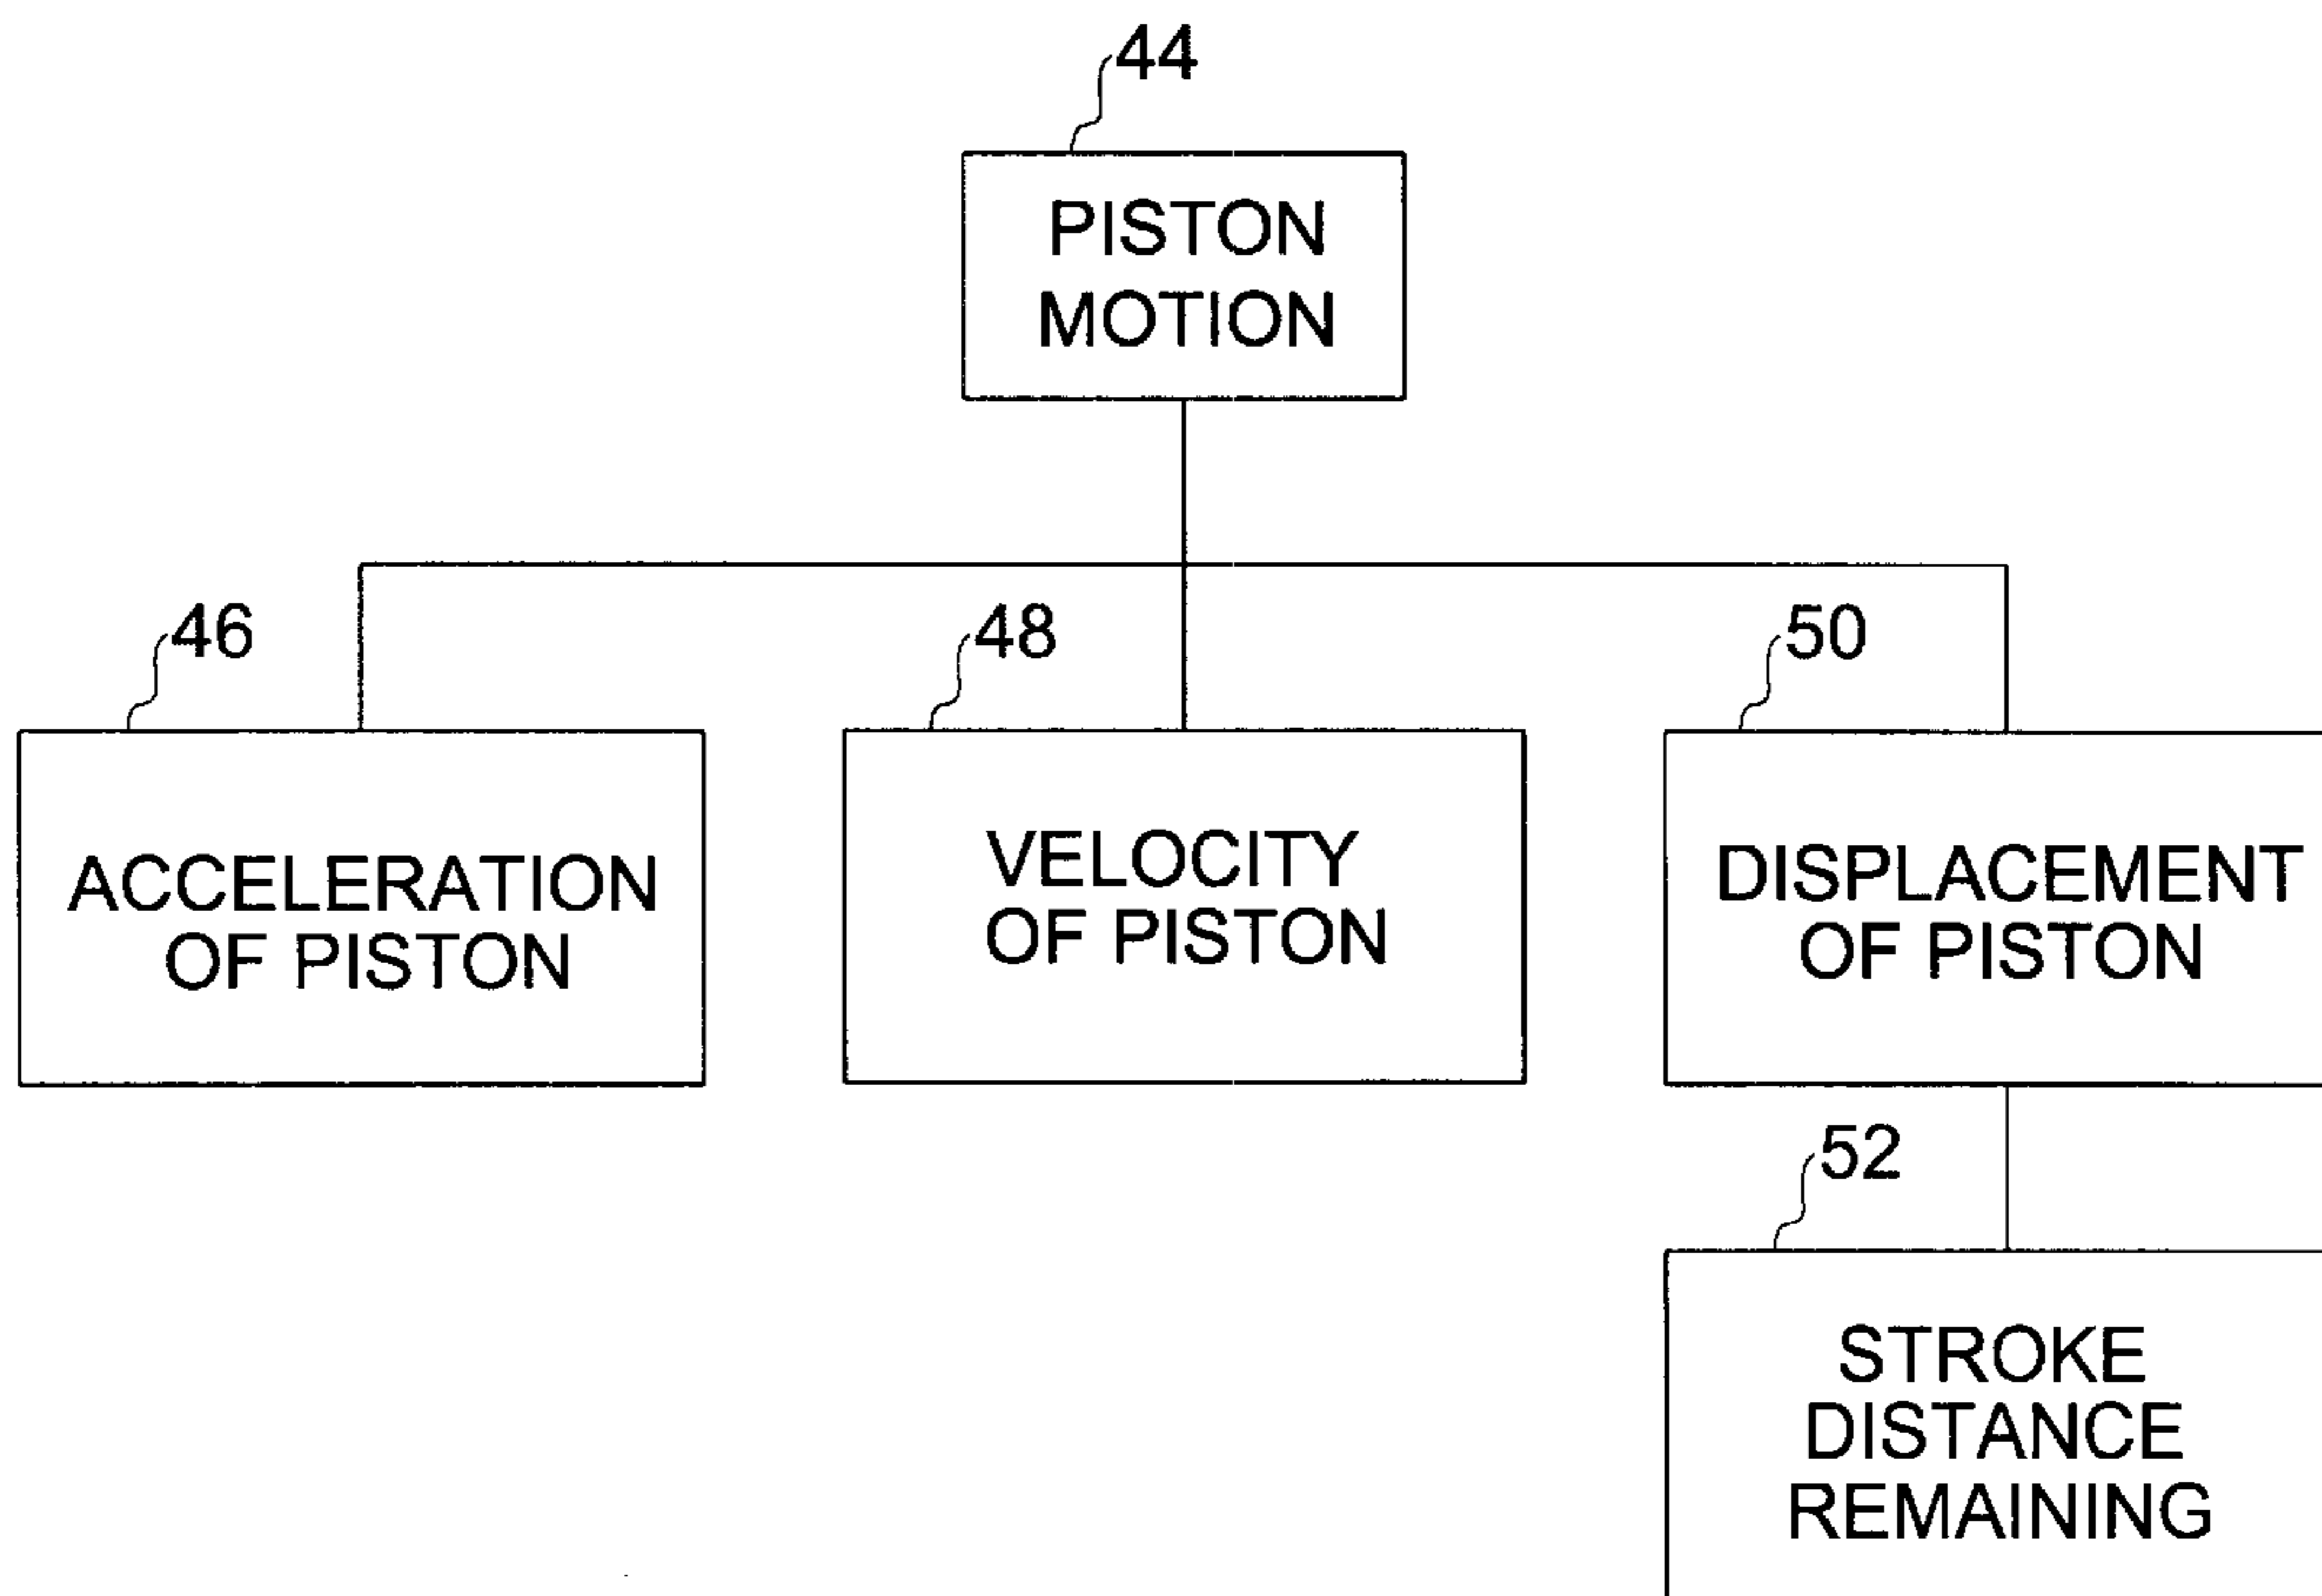 44
PISTON
MOTION
46
48
50
ACCELERATION
OF PISTON
VELOCITY
OF PISTON
DISPLACEMENT
OF PISTON
52
STROKE
DISTANCE
REMAINING